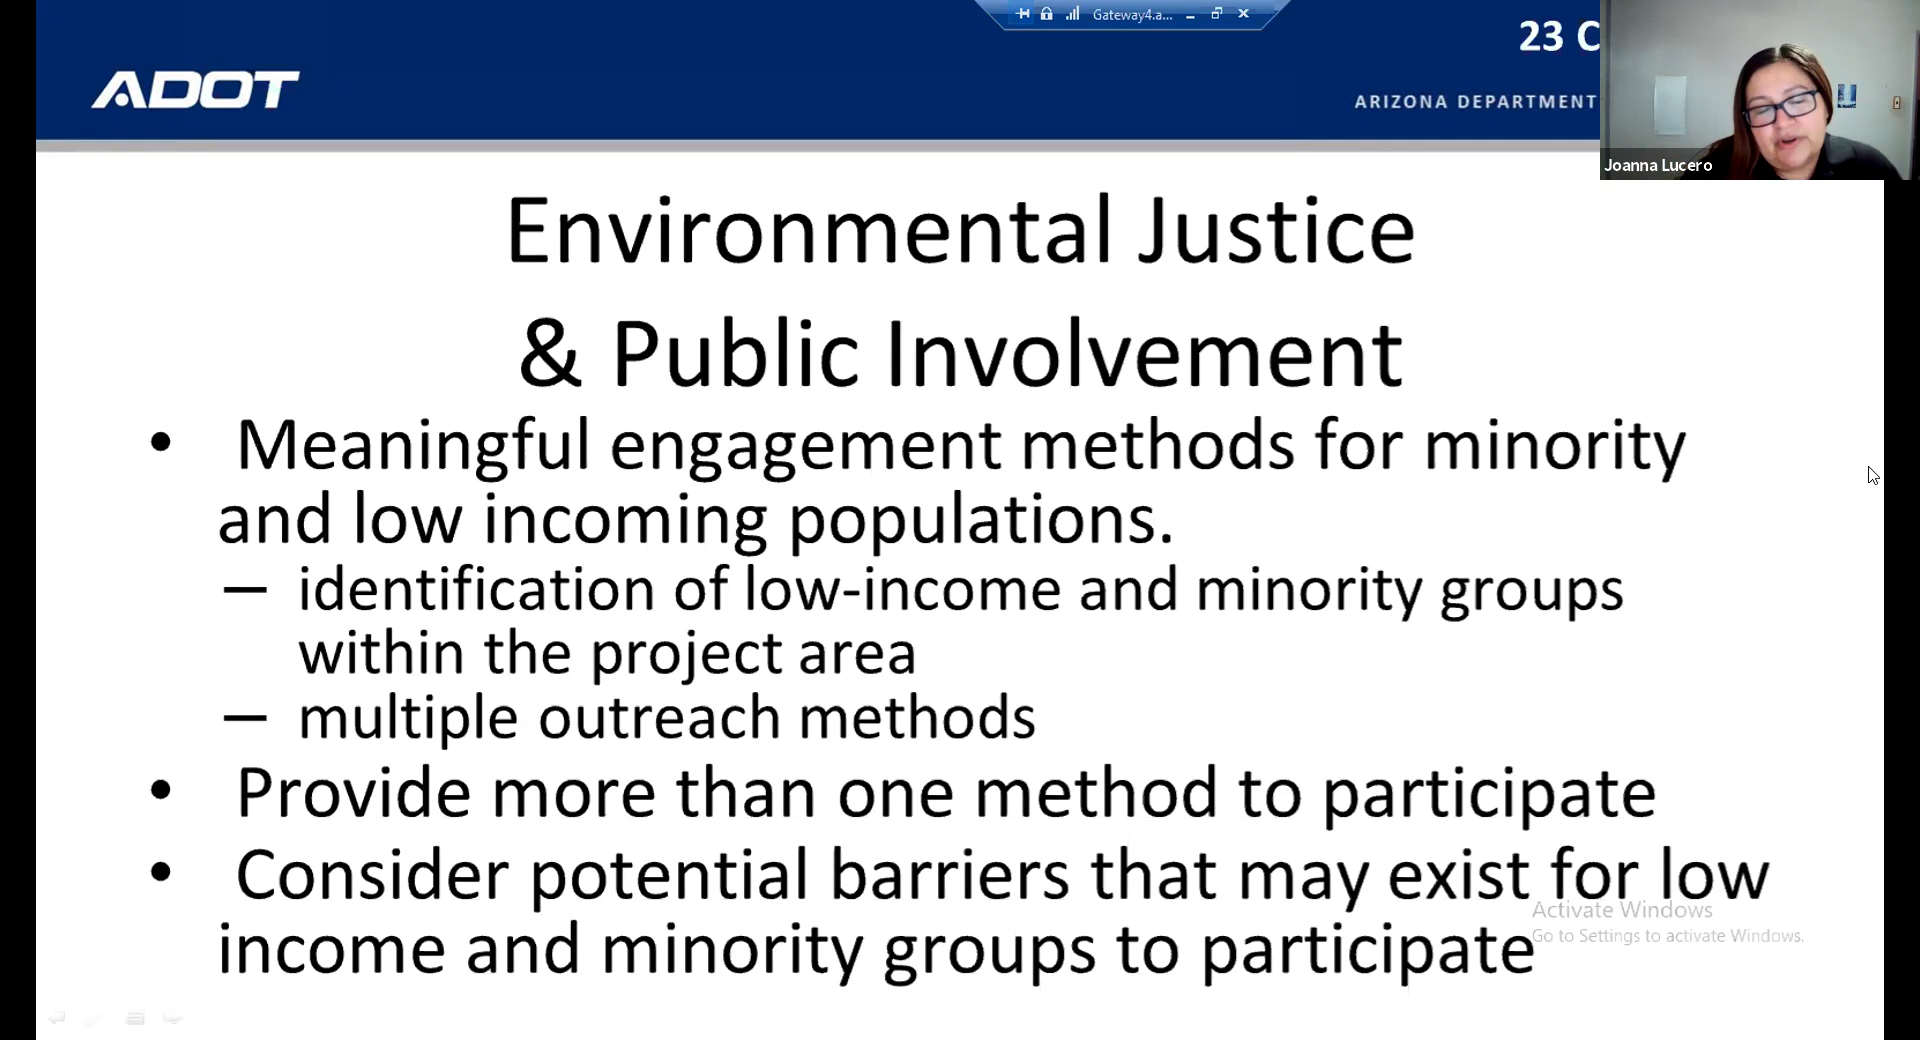 Gateway4.a...
23 C
ADOT
ARIZONA DEPARTMENT
Joanna Lucero
Environmental Justice
& Public Involvement
• Meaningful engagement methods for minority
and low incoming populations.
— identification of low-income and minority groups
within the project area
— multiple outreach methods
• Provide more than one method to participate
• Consider potential barriers that may exist for low
income and minority groups to participate
Activate Windows
Go to Settings to activate Windows.